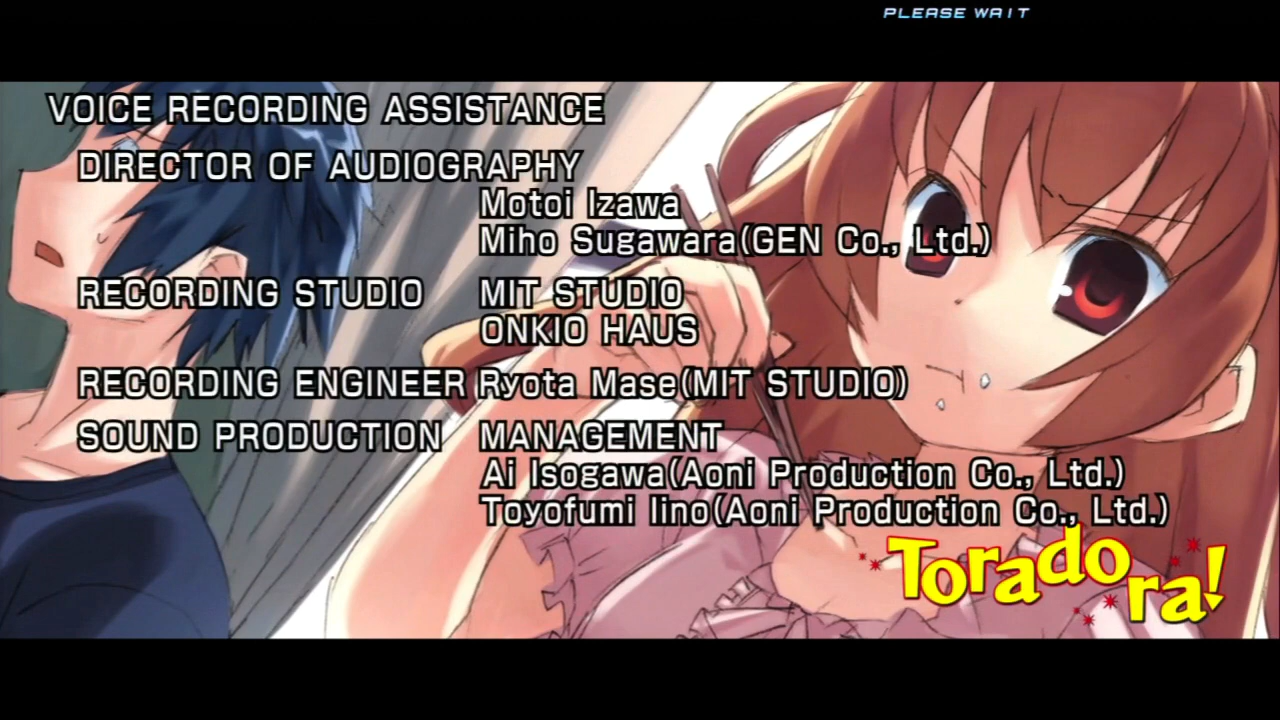 PLEASE WAIT
VOICE RECORDING ASSISTANCE
DIRECTOR OF AUDIOGRAPHY
Motoi Izawa
Miho Sugawara(GEN Co., Ltd.)
RECORDING STUDIO MIT STUDIO
ONKIO HAUS
RECORDING ENGINEER Ryota Mase(MIT STUDIO)
SOUND PRODUCTION MANAGEMENT
Ai Isogawa(Aoni Production Co., Ltd.)
Toyofumi Iino(Aoni Production Co., Ltd.)
Toradora!